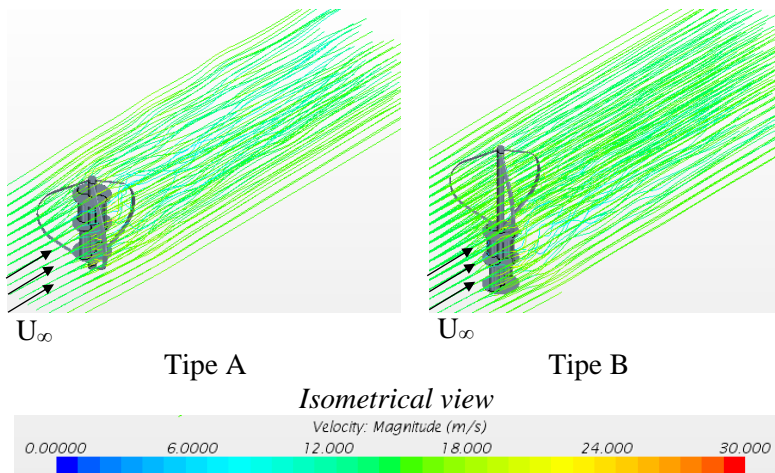 U∞ U∞
Tipe A Tipe B
Isometrical view
Velocity: Magnitude (m/s)
0.00000 6.0000 12.000 18.000 24.000 30.000